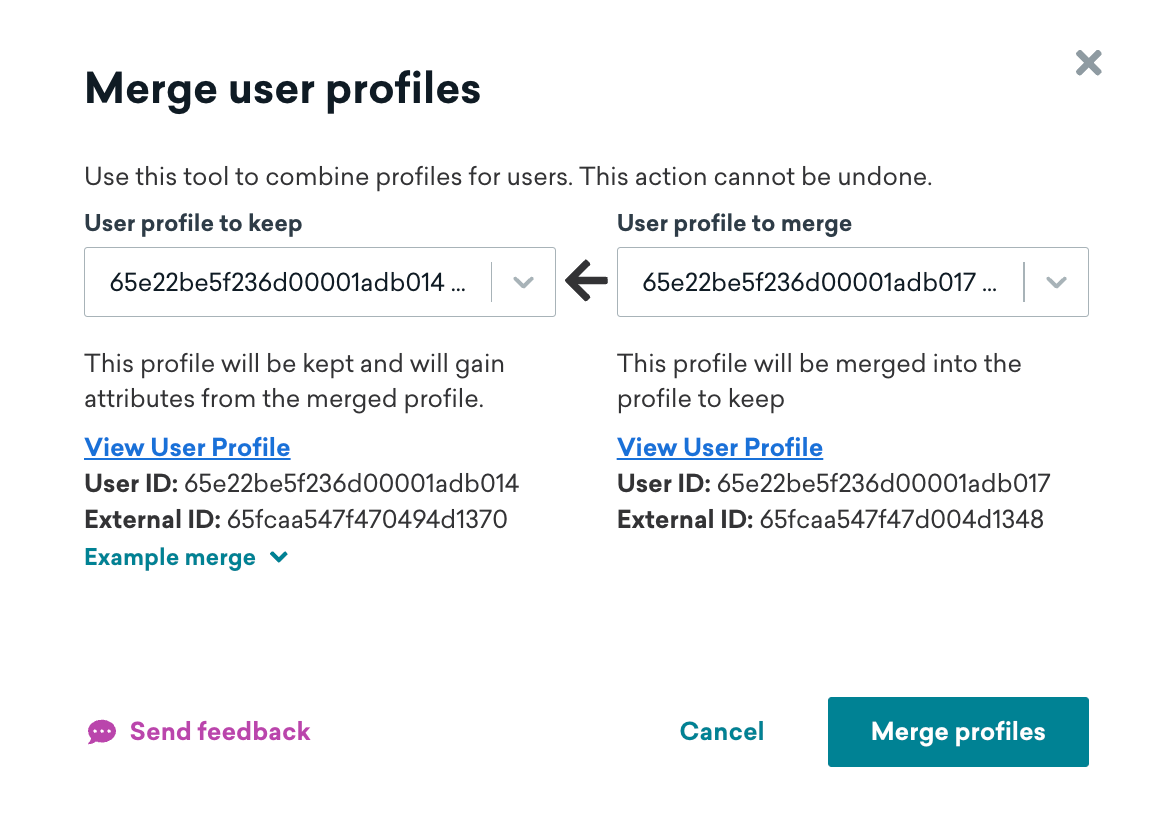 Merge user profiles
Use this tool to combine profiles for users. This action cannot be undone.
User profile to keep
65e22be5f236d00001adb014 ...
This profile will be kept and will gain
attributes from the merged profile.
View User Profile
User ID: 65e22be5f236d00001adb014
External ID: 65fcaa547f470494d1370
Example merge
User profile to merge
65e22be5f236d00001adb017 ...
This profile will be merged into the
profile to keep
View User Profile
User ID: 65e22be5f236d00001adb017
External ID: 65fcaa547f47d004d1348
Send feedback
Cancel
Merge profiles